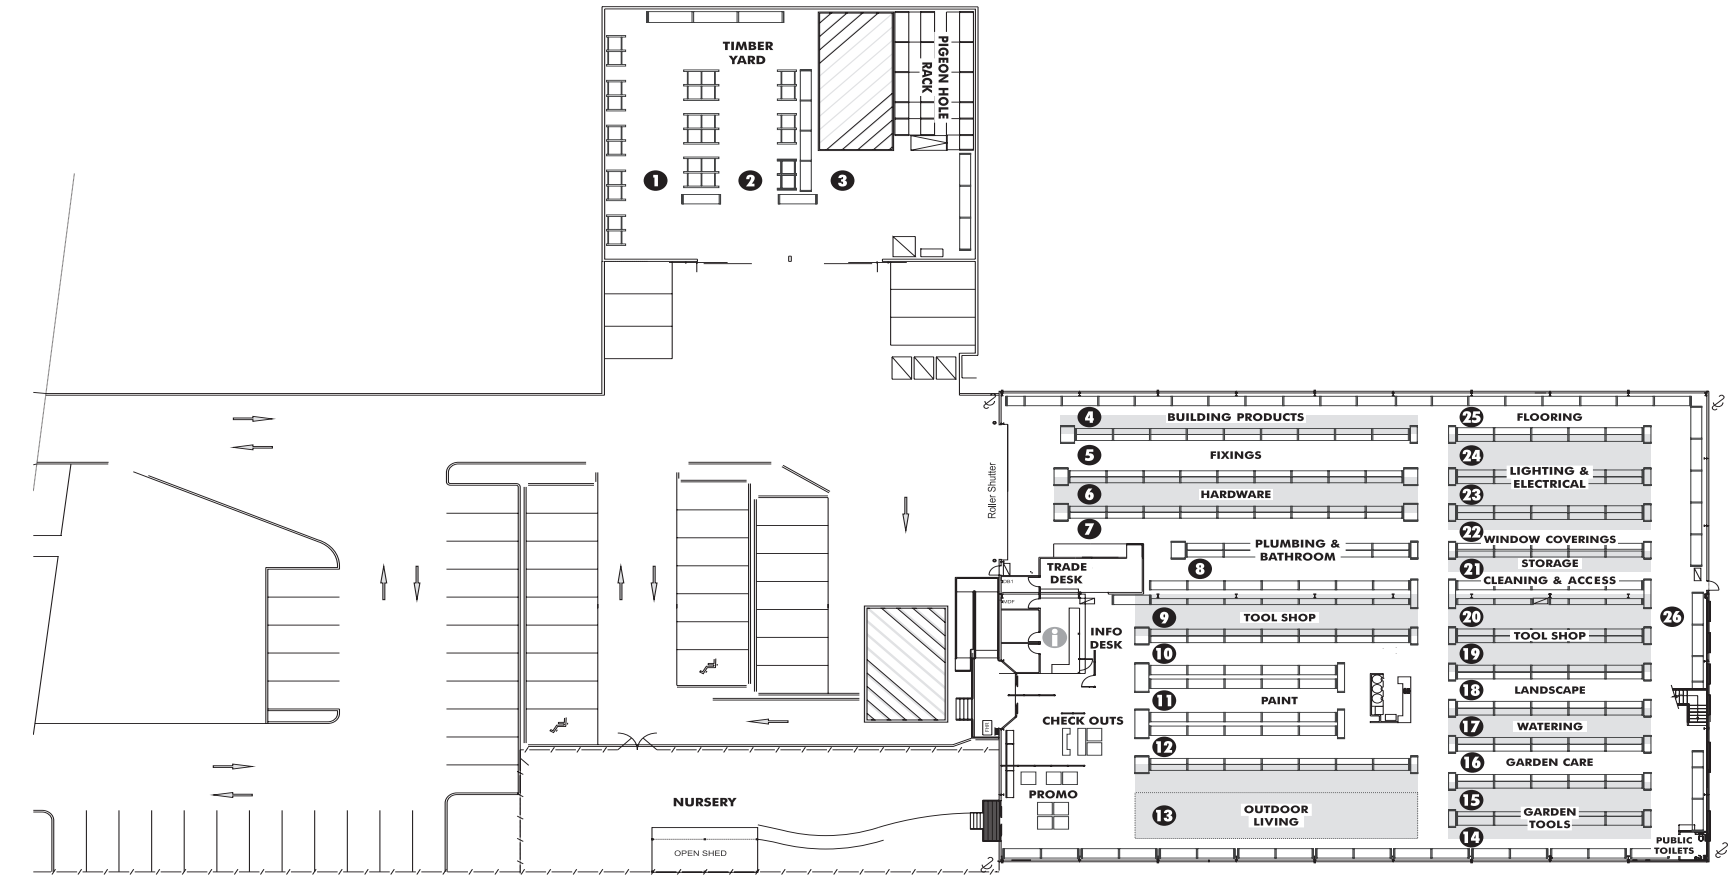 TIMBER
YARD
PIGEON HOLE
RACK
1
2
3
Roller Shutter
4
BUILDING PRODUCTS
5
FIXINGS
6
HARDWARE
7
PLUMBING &
BATHROOM
8
TRADE
DESK
9
TOOL SHOP
i
INFO
DESK
10
11
PAINT
CHECK OUTS
12
PROMO
13
OUTDOOR
LIVING
25
FLOORING
24
LIGHTING &
ELECTRICAL
23
22
WINDOW COVERINGS
STORAGE
21
CLEANING & ACCESS
20
TOOL SHOP
26
19
18
LANDSCAPE
17
WATERING
16
GARDEN CARE
15
GARDEN
TOOLS
14
PUBLIC
TOILETS
NURSERY
OPEN SHED